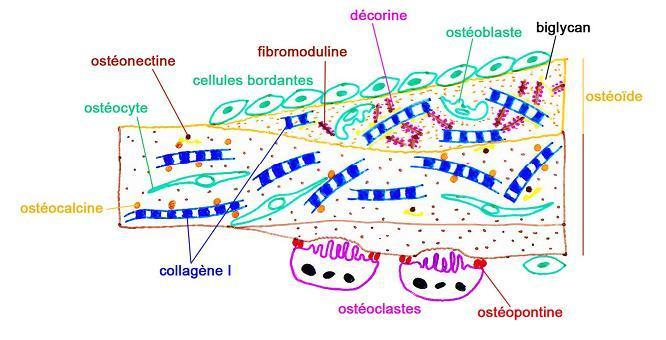 décorine
biglycan
ostéoblaste
fibromoduline
ostéonectine
cellules bordantes
ostéoïde
ostéocyte
ostéocalcine
collagène I
ostéoclastes
ostéopontine